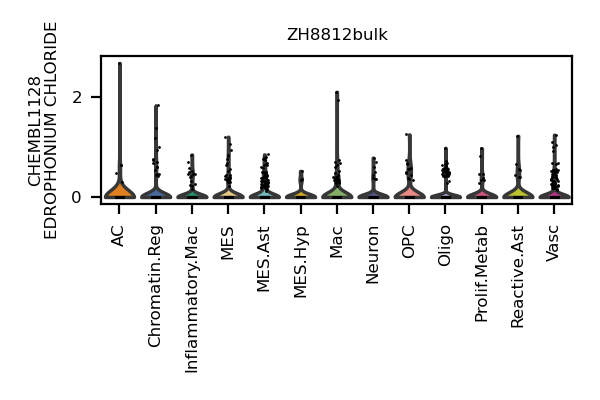 ZH8812bulk
CHEMBL1128
EDROPHONIUM CHLORIDE
2
0
AC
Chromatin.Reg
Inflammatory.Mac
MES
MES.Ast
MES.Hyp
Mac
Neuron
OPC
Oligo
Prolif.Metab
Reactive.Ast
Vasc